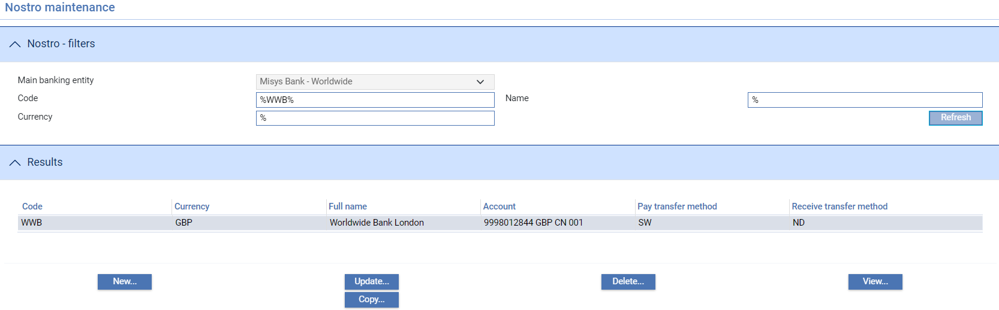 Nostro maintenance
Nostro - filters
Main banking entity Misys Bank - Worldwide
Code %WWB% Name %
Currency % Refresh
Results
Code Currency Full name Account Pay transfer method Receive transfer method
WWB GBP Worldwide Bank London 9998012844 GBP CN 001 SW ND
New... Update... Delete... View...
Copy...